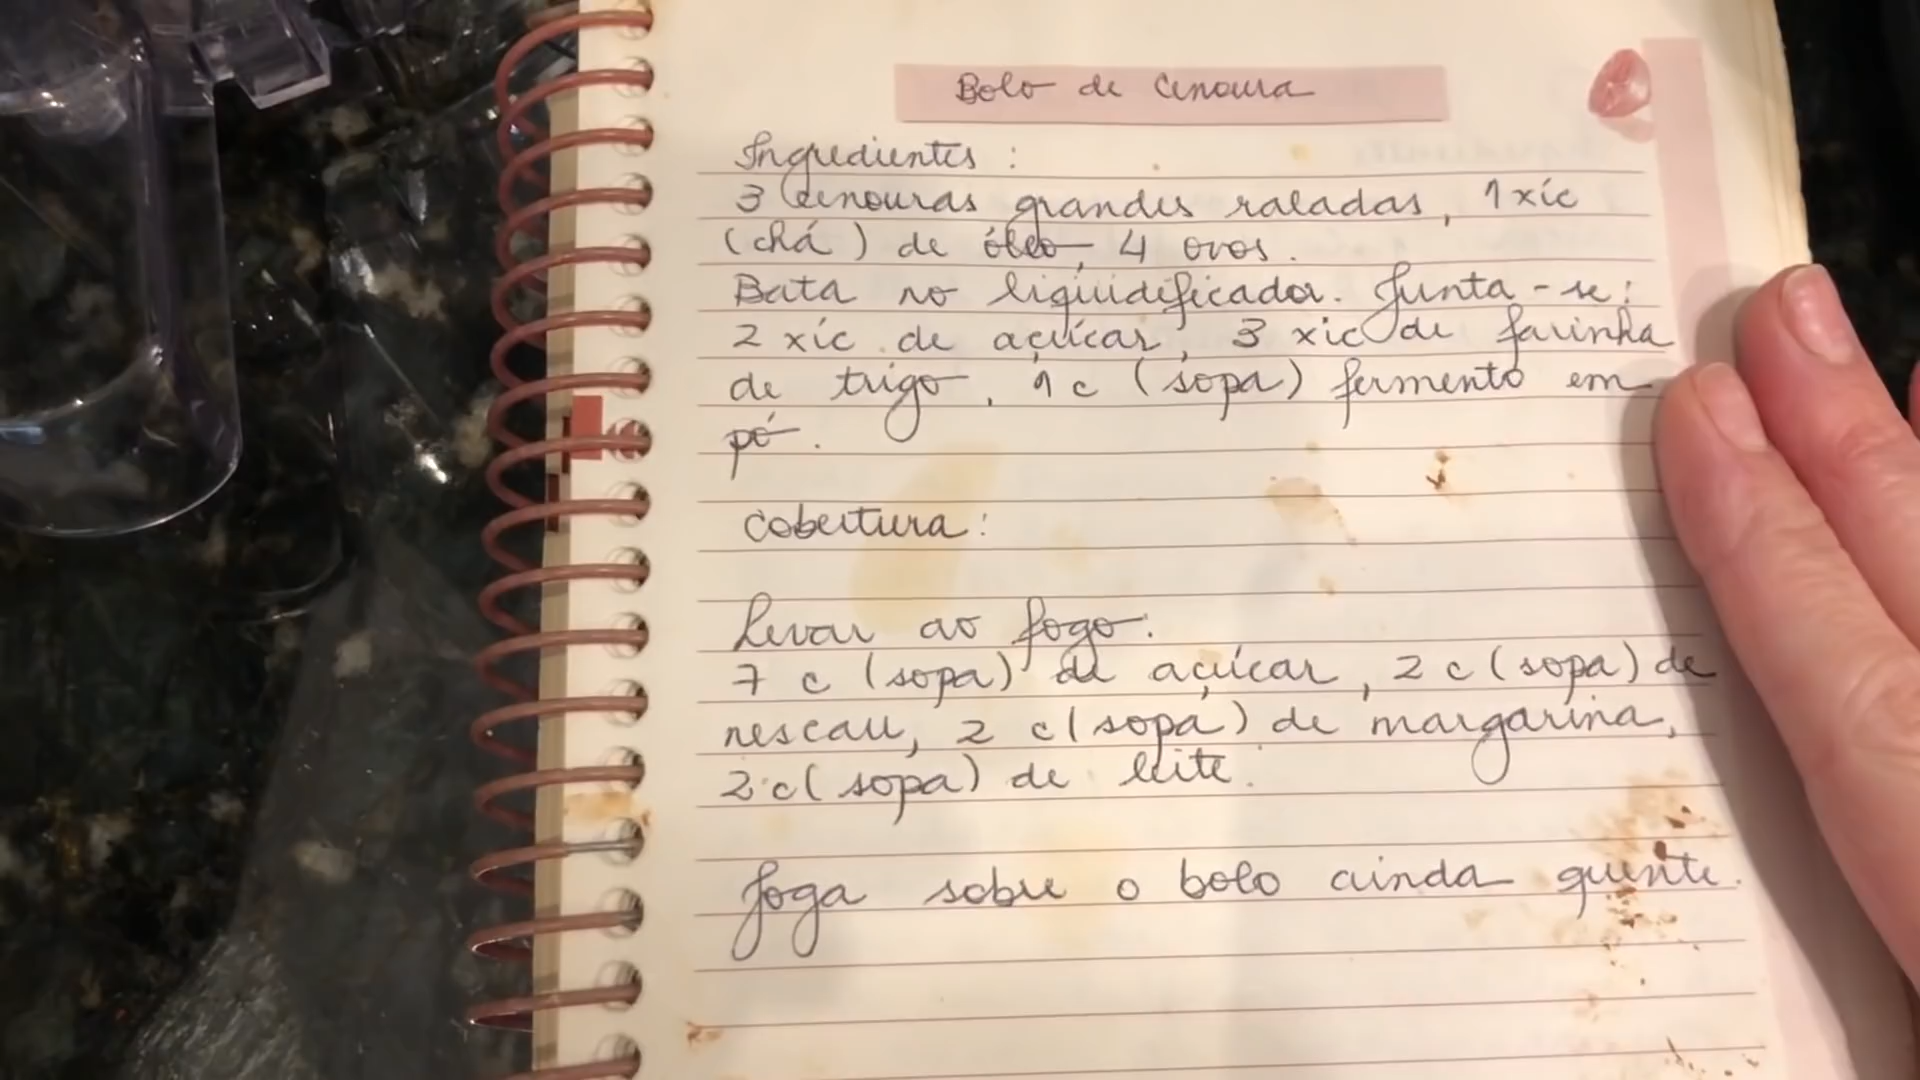 Bolo de Cenoura
Ingredientes :
3 Cenouras grandes raladas, 1 xíc
(chá) de óleo, 4 ovos.
Bata no liquidificador. Junta-se:
2 xíc. de açúcar, 3 xic de farinha
de trigo, 1 c (sopa) fermento em
pó.
Cobertura:
Levar ao fogo:
7 c (sopa) de açúcar, 2 c (sopa) de
nescau, 2 c (sopa) de margarina,
2 c (sopa) de leite.
Joga sobre o bolo ainda quente.